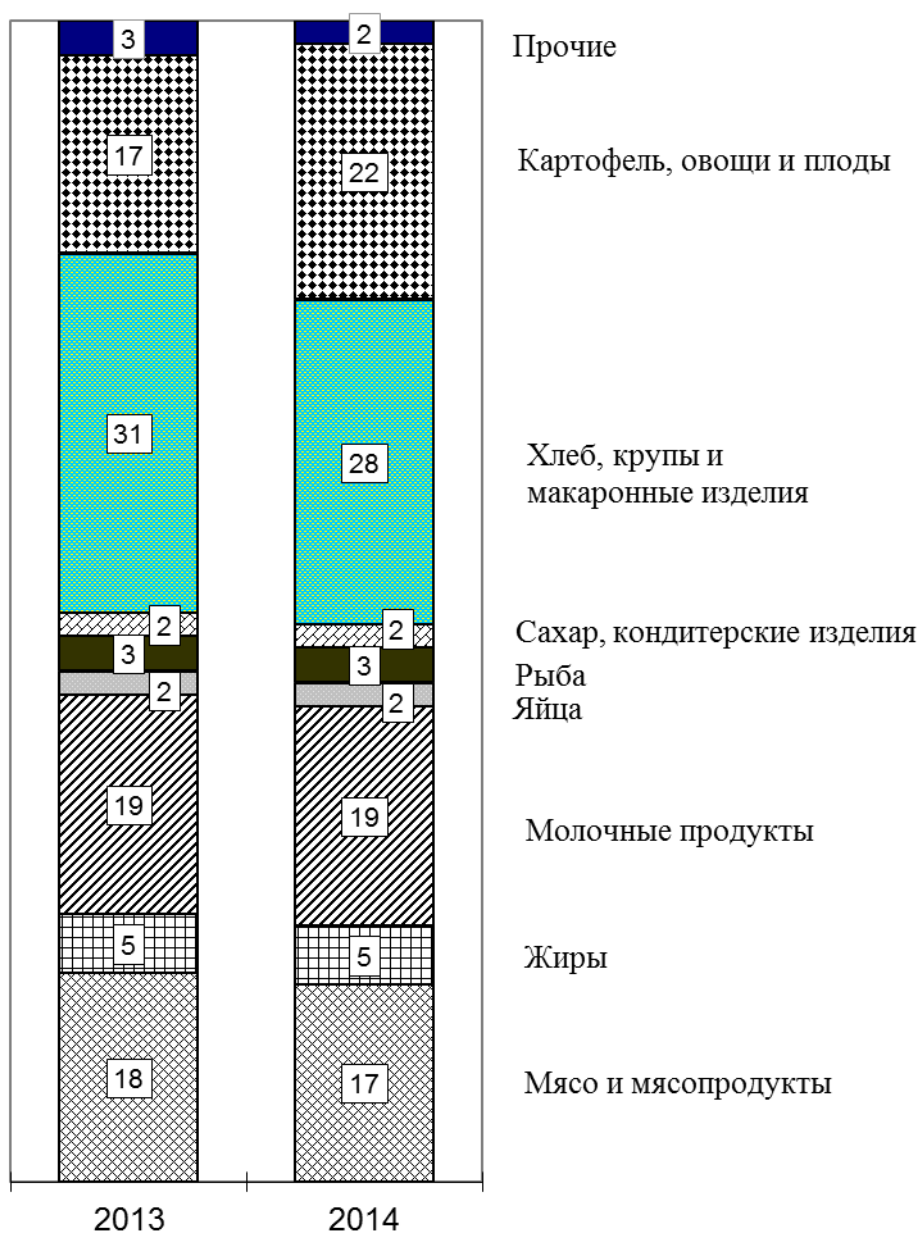 3
2
Прочие
17
22
Картофель, овощи и плоды
31
28
Хлеб, крупы и
макаронные изделия
2
2
Сахар, кондитерские изделия
3
3
Рыба
2
2
Яйца
19
19
Молочные продукты
5
5
Жиры
18
17
Мясо и мясопродукты
2013
2014